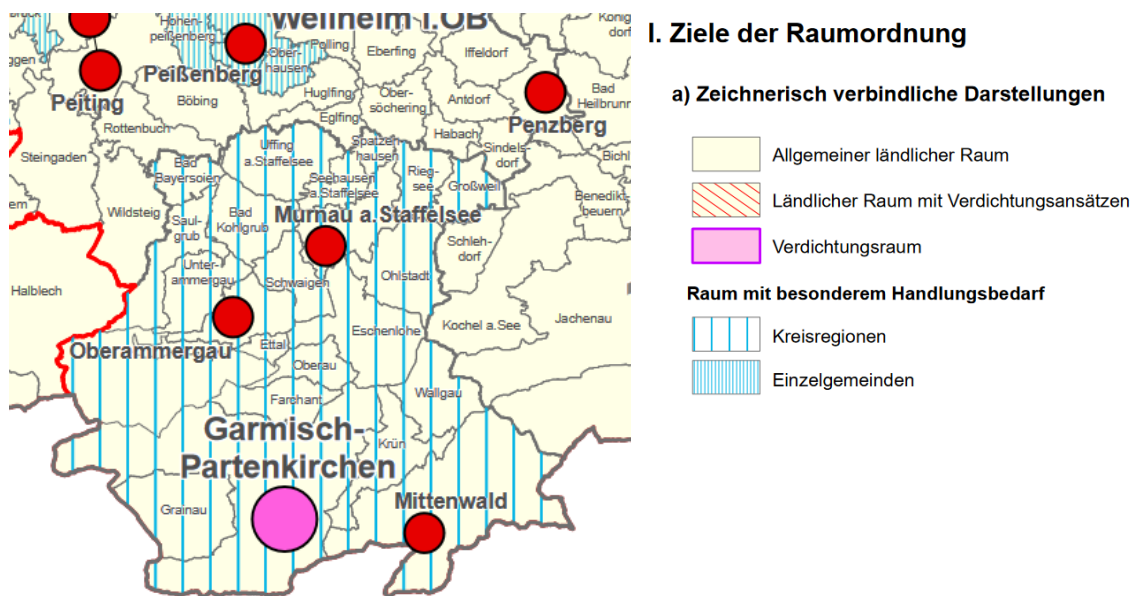 Weilheim i.OB
Hohen-
peißenberg
Peißenberg
Ober-
hausen
Polling
Eberfing
Iffeldorf
Peiting
Böbing
Huglfing
Ober-
söchering
Antdorf
Bad
Heilbrunn
Penzberg
Rottenbuch
Eglfing
Habach
Sindels-
dorf
Steingaden
Uffing
a.Staffelsee
Spatzen-
hausen
Bad
Bayersoien
Seehausen
a.Staffelsee
Rieg-
see
Großweil
Benedikt-
beuern
Wildsteig
Saul-
grub
Bad
Kohlgrub
Murnau a.Staffelsee
Schleh-
dorf
Unter-
ammergau
Schwaigen
Ohlstadt
Halblech
Jachenau
Kochel a.See
Eschenlohe
Oberammergau
Ettal
Oberau
Farchant
Wallgau
Garmisch-
Partenkirchen
Krün
Grainau
Mittenwald
I. Ziele der Raumordnung
a) Zeichnerisch verbindliche Darstellungen
Allgemeiner ländlicher Raum
Ländlicher Raum mit Verdichtungsansätzen
Verdichtungsraum
Raum mit besonderem Handlungsbedarf
Kreisregionen
Einzelgemeinden